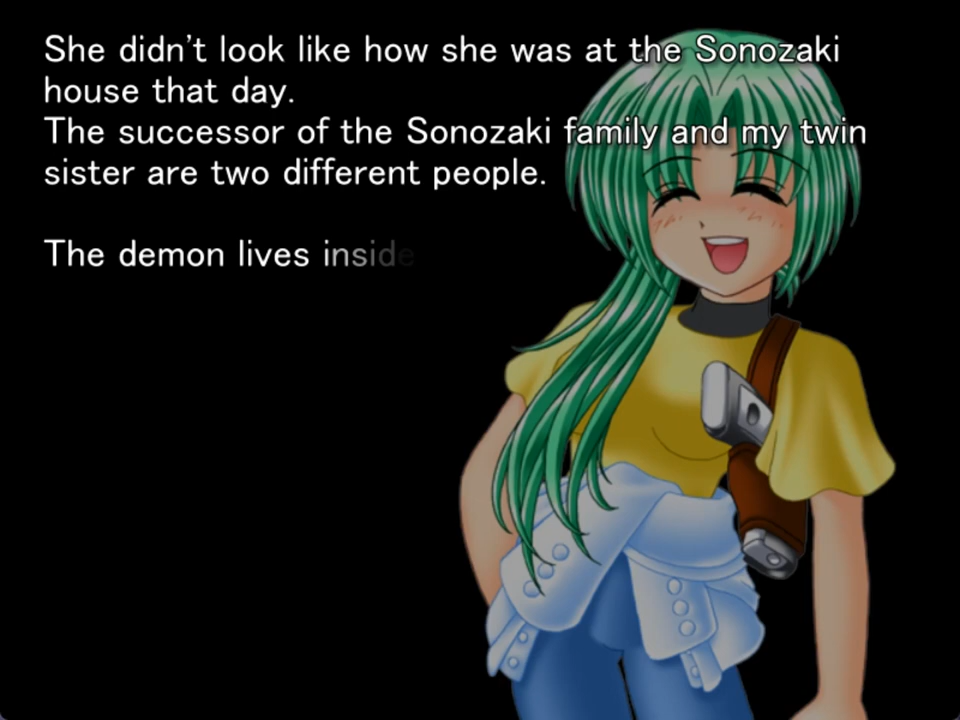 She didn't look like how she was at the Sonozaki
house that day.
The successor of the Sonozaki family and my twin
sister are two different people.
The demon lives inside